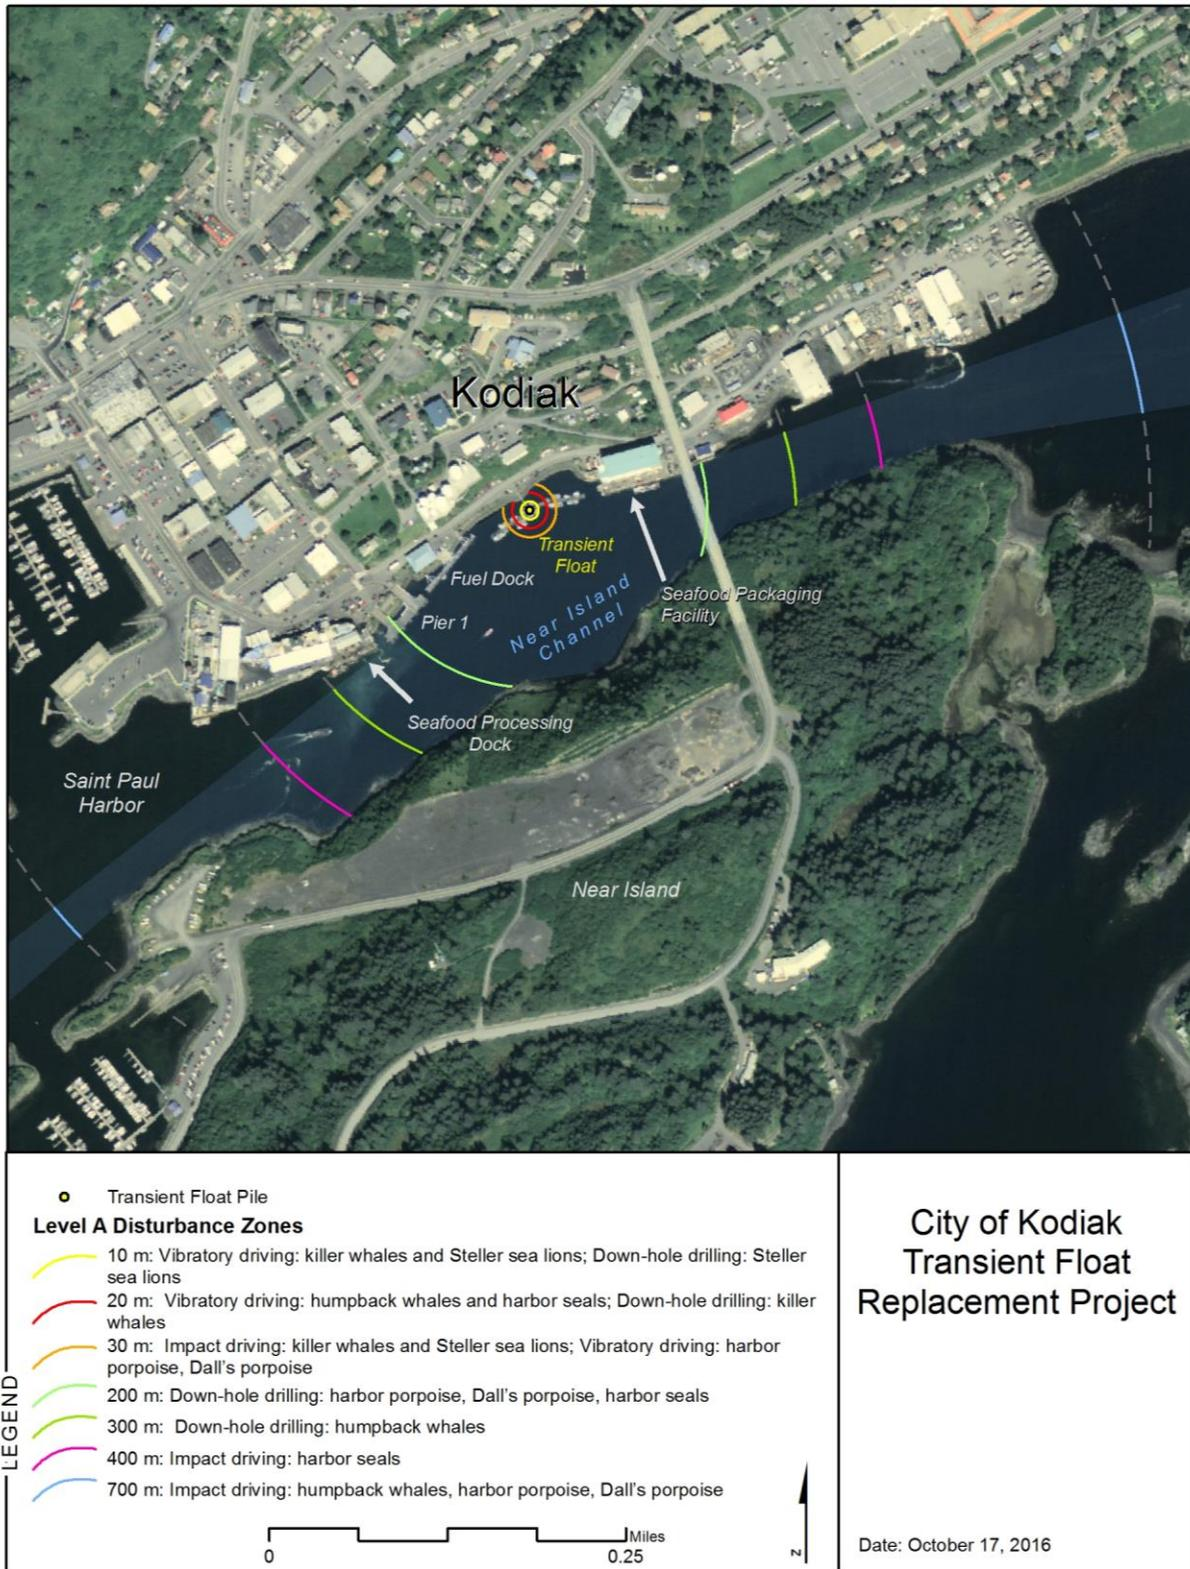 Kodiak
Transient
Float
Fuel Dock
Near Island
Channel
Seafood Packaging
Facility
Pier 1
Seafood Processing
Dock
Saint Paul
Harbor
Near Island
LEGEND
Transient Float Pile
Level A Disturbance Zones
10 m: Vibratory driving: killer whales and Steller sea lions; Down-hole drilling: Steller
sea lions
20 m: Vibratory driving: humpback whales and harbor seals; Down-hole drilling: killer
whales
30 m: Impact driving: killer whales and Steller sea lions; Vibratory driving: harbor
porpoise, Dall's porpoise
200 m: Down-hole drilling: harbor porpoise, Dall's porpoise, harbor seals
300 m: Down-hole drilling: humpback whales
400 m: Impact driving: harbor seals
700 m: Impact driving: humpback whales, harbor porpoise, Dall's porpoise
Miles
0 0.25
N
City of Kodiak
Transient Float
Replacement Project
Date: October 17, 2016